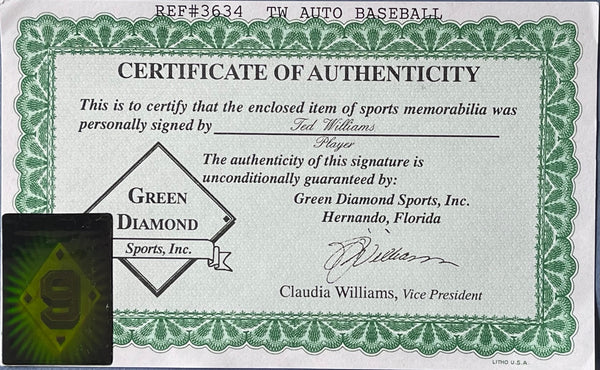 REF#3634 TW AUTO BASEBALL
CERTIFICATE OF AUTHENTICITY
This is to certify that the enclosed item of sports memorabilia was
personally signed by Ted Williams
Player
The authenticity of this signature is
unconditionally guaranteed by:
Green Diamond Sports, Inc.
Hernando, Florida
GREEN
DIAMOND
Sports, Inc.
9
Williams
Claudia Williams, Vice President
LITHO U.S.A.